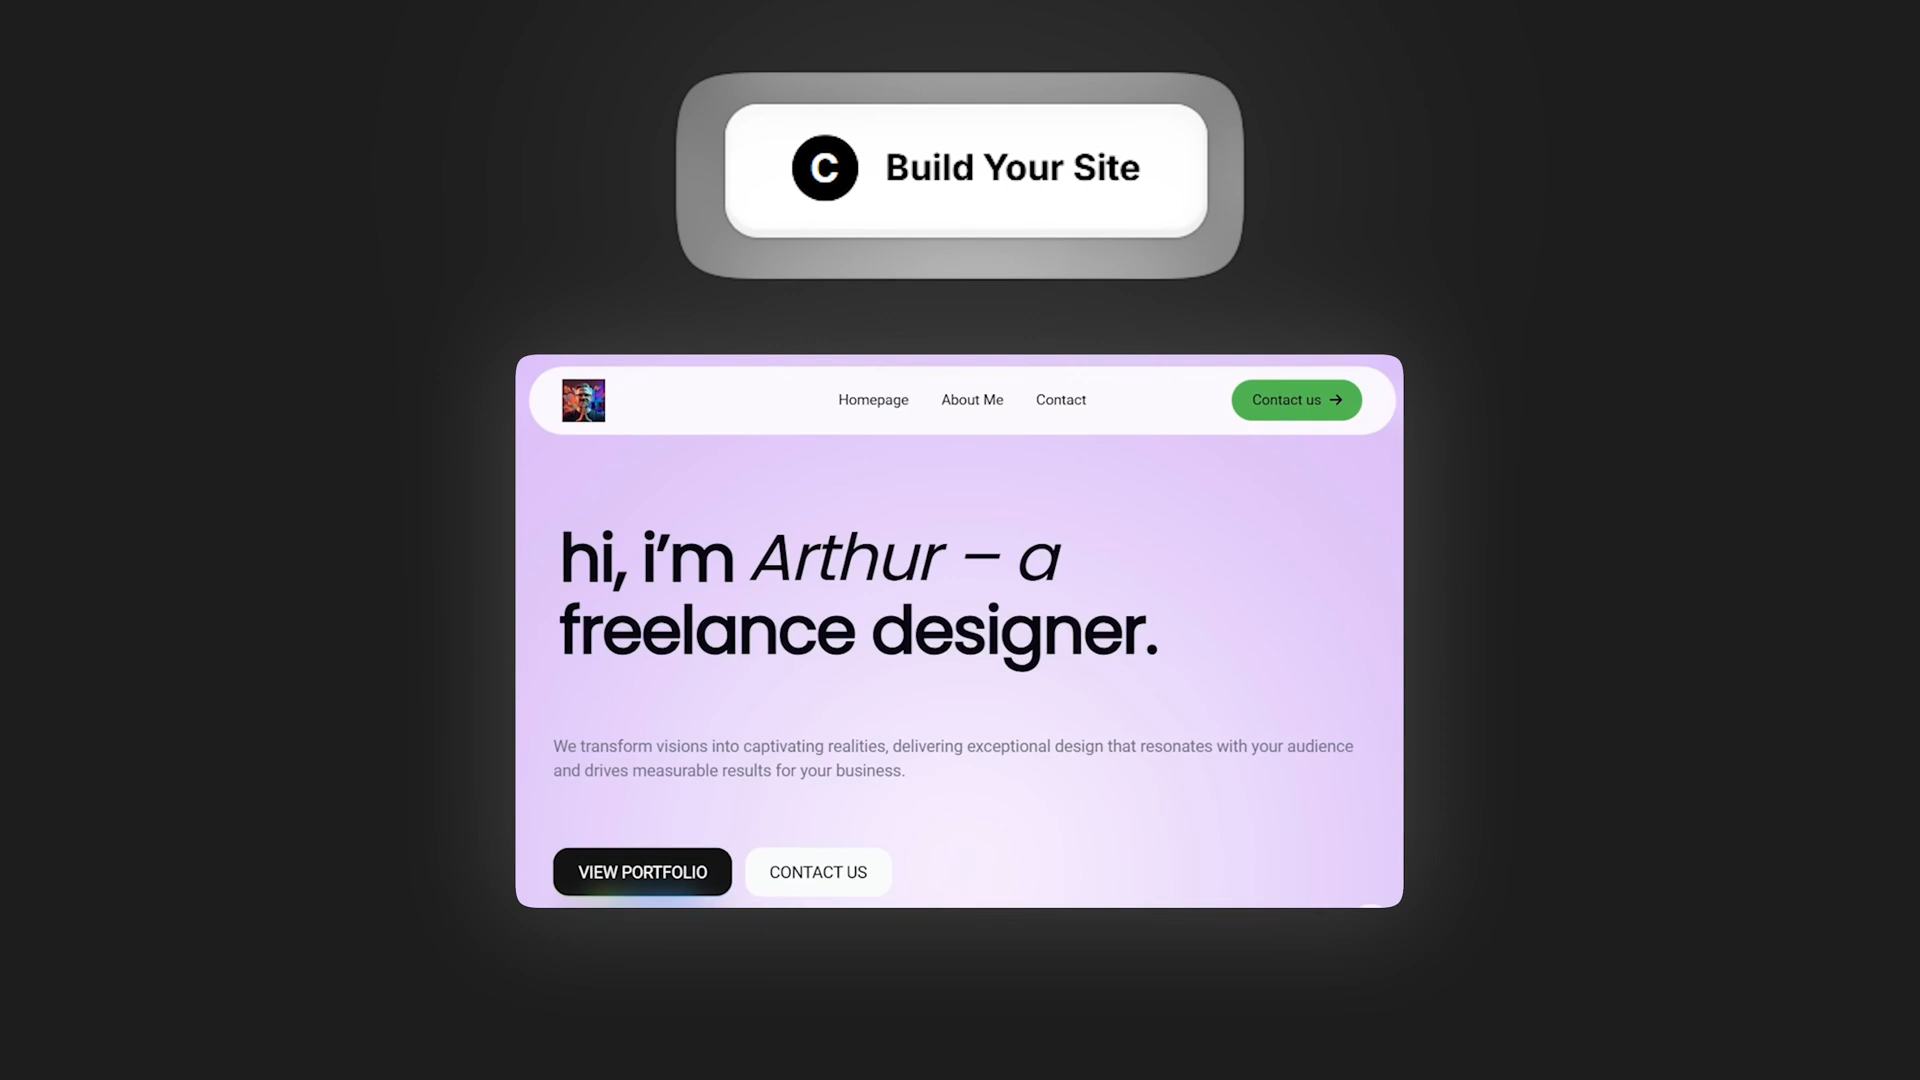 C Build Your Site
Homepage About Me Contact Contact us →
hi, i’m Arthur – a
freelance designer.
We transform visions into captivating realities, delivering exceptional design that resonates with your audience
and drives measurable results for your business.
VIEW PORTFOLIO CONTACT US